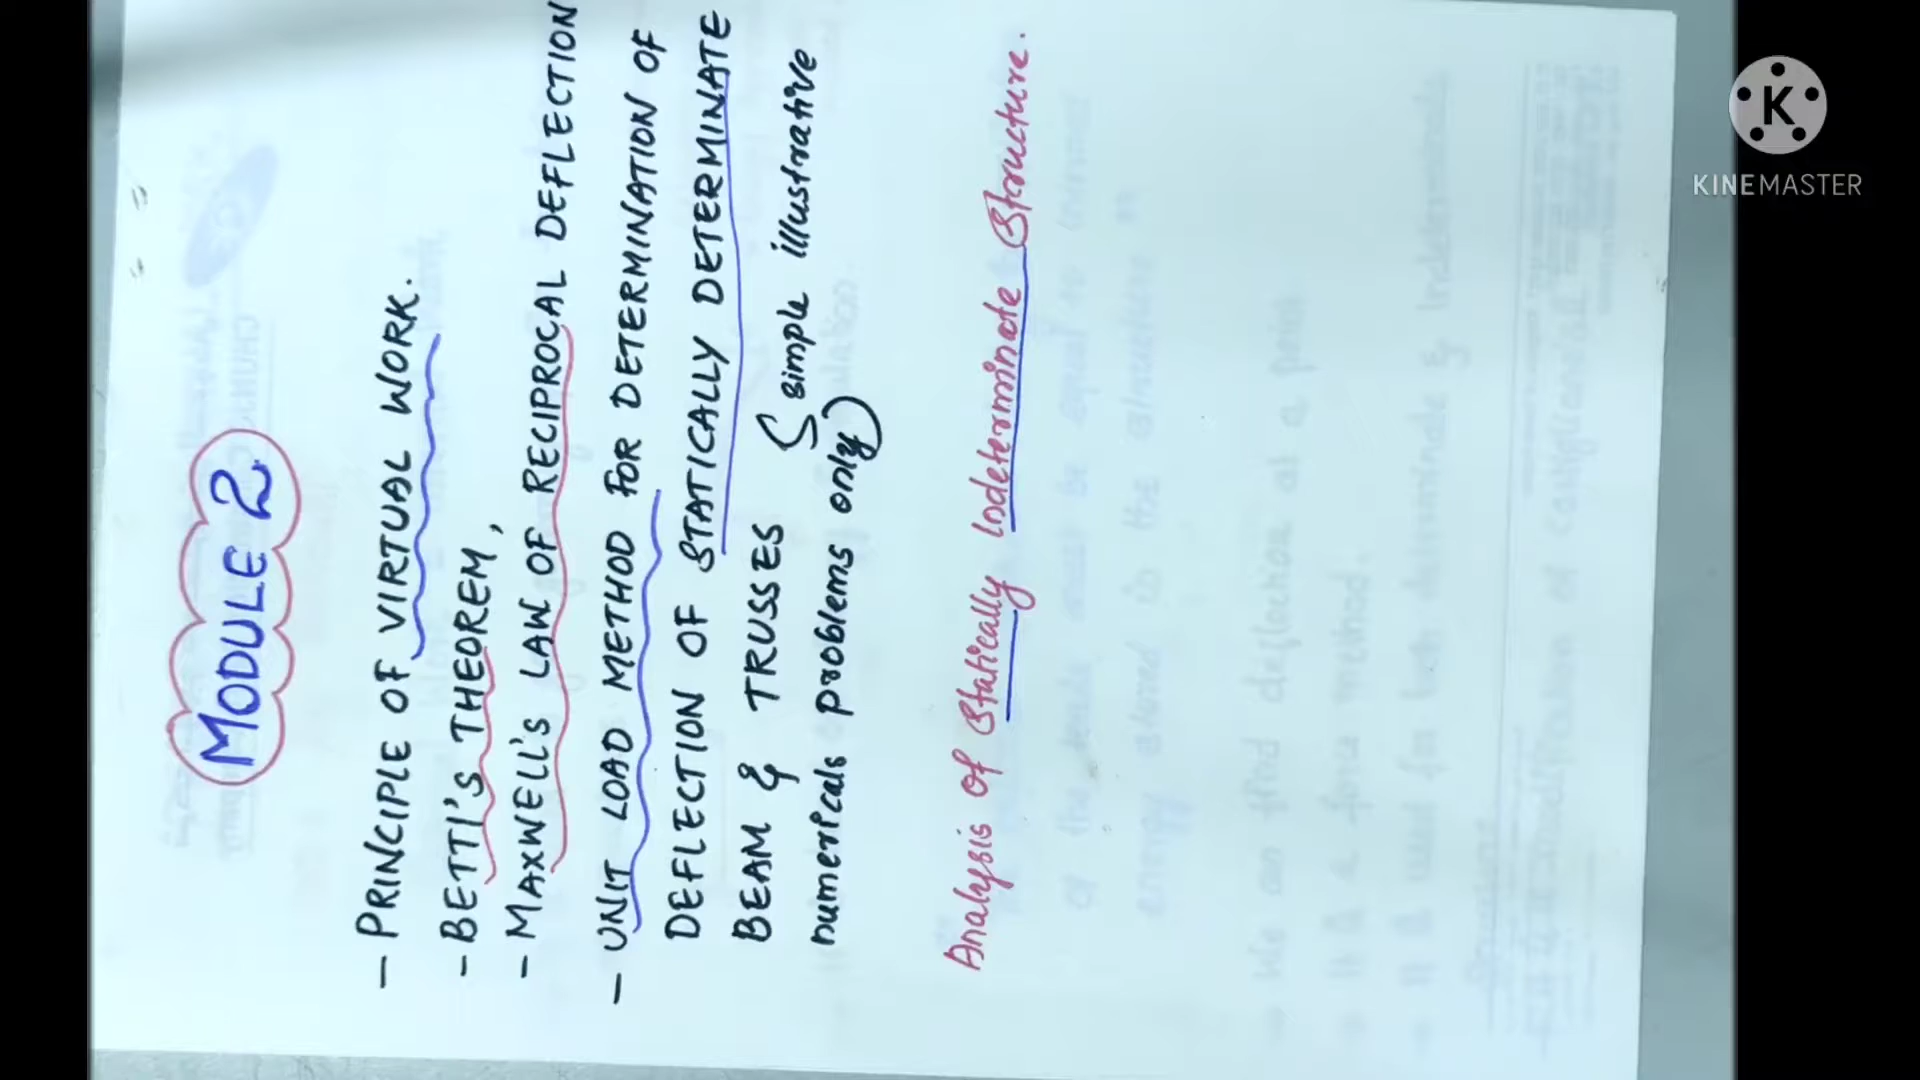 MODULE 2
- PRINCIPLE OF VIRTUAL WORK.
- BETTI'S THEOREM,
- MAXWELL'S LAW OF RECIPROCAL DEFLECTION
- UNIT LOAD METHOD FOR DETERMINATION OF
DEFLECTION OF STATICALLY DETERMINATE
BEAM & TRUSSES (simple illustrative
numericals problems only)
Analysis of Statically Indeterminate Structure.
K
KINEMASTER